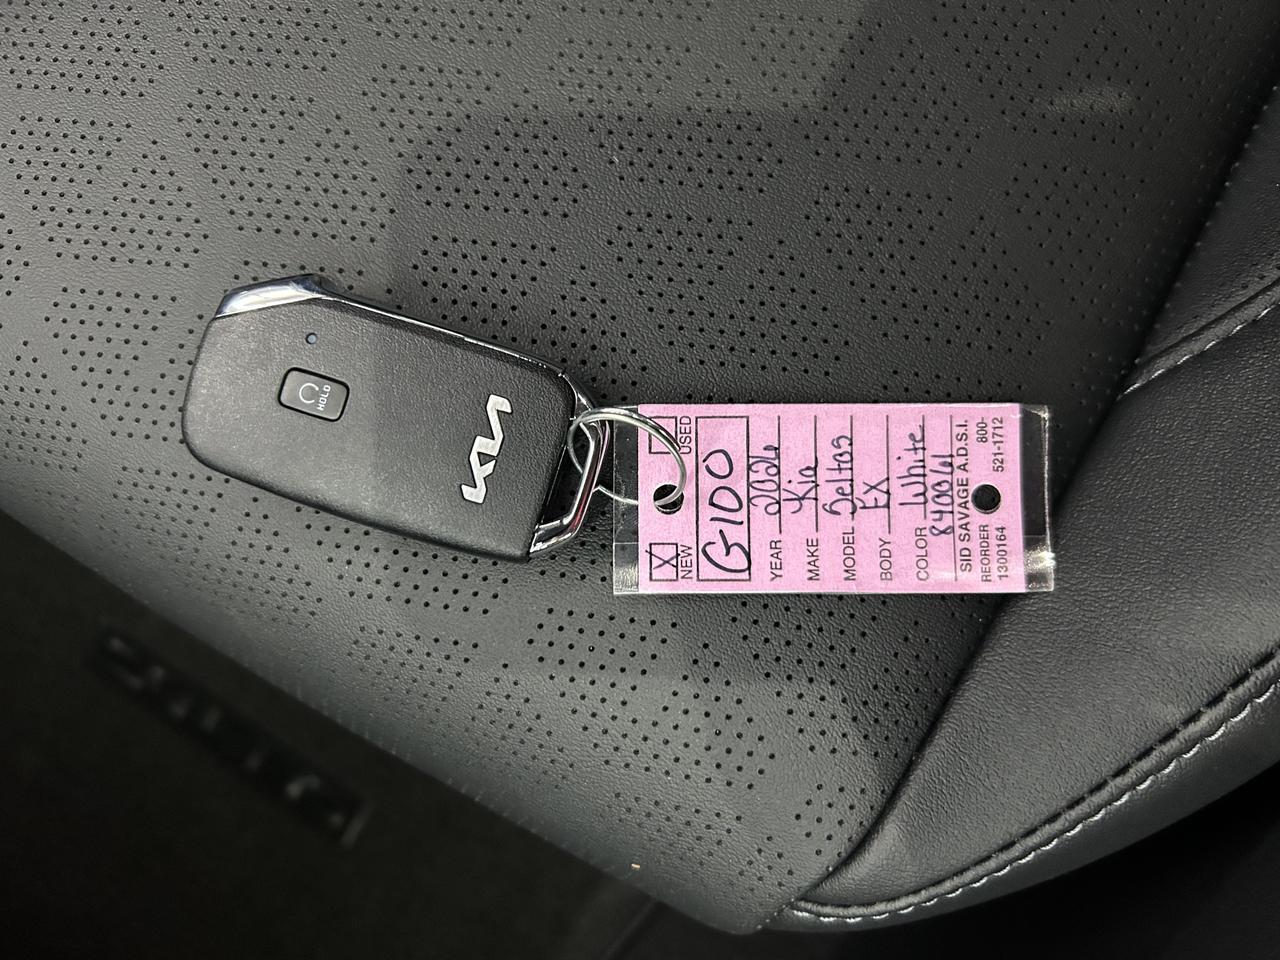 HOLD
KIA
X
NEW
USED
G100
YEAR 2026
MAKE Kia
MODEL Seltos
BODY EX
COLOR White
840061
SID SAVAGE A.D.S.I.
REORDER 800-
1300164 521-1712